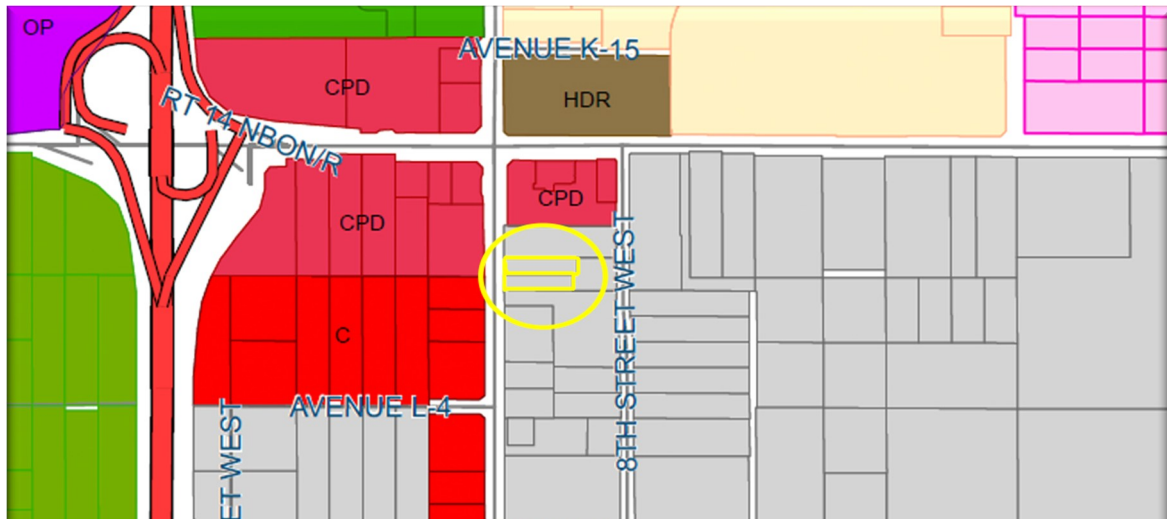 OP
AVENUE K-15
CPD
HDR
RT 14 NBON/R
CPD
CPD
8TH STREET WEST
C
AVENUE L-4
ET WEST